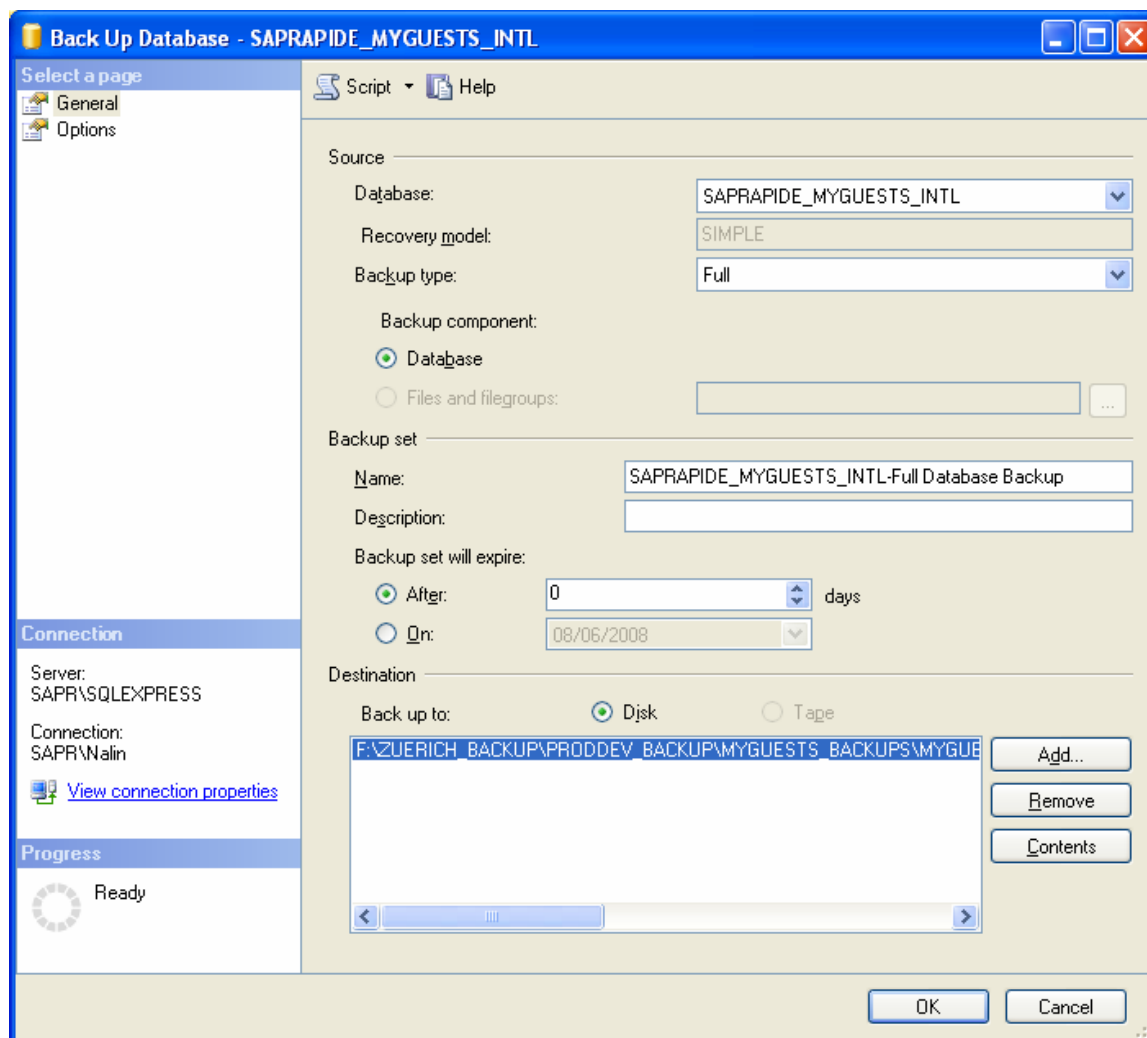 Back Up Database - SAPRAPIDE_MYGUESTS_INTL
Select a page
General
Options
Script
Help
Source
Database:
SAPRAPIDE_MYGUESTS_INTL
Recovery model:
SIMPLE
Backup type:
Full
Backup component:
Database
Files and filegroups:
...
Backup set
Name:
SAPRAPIDE_MYGUESTS_INTL-Full Database Backup
Description:
Backup set will expire:
After:
0
days
On:
08/06/2008
Destination
Back up to:
Disk
Tape
F:\ZUERICH_BACKUP\PRODDEV_BACKUP\MYGUESTS_BACKUPS\MYGUE
Add...
Remove
Contents
Connection
Server:
SAPR\SQLEXPRESS
Connection:
SAPR\Nalin
View connection properties
Progress
Ready
OK
Cancel